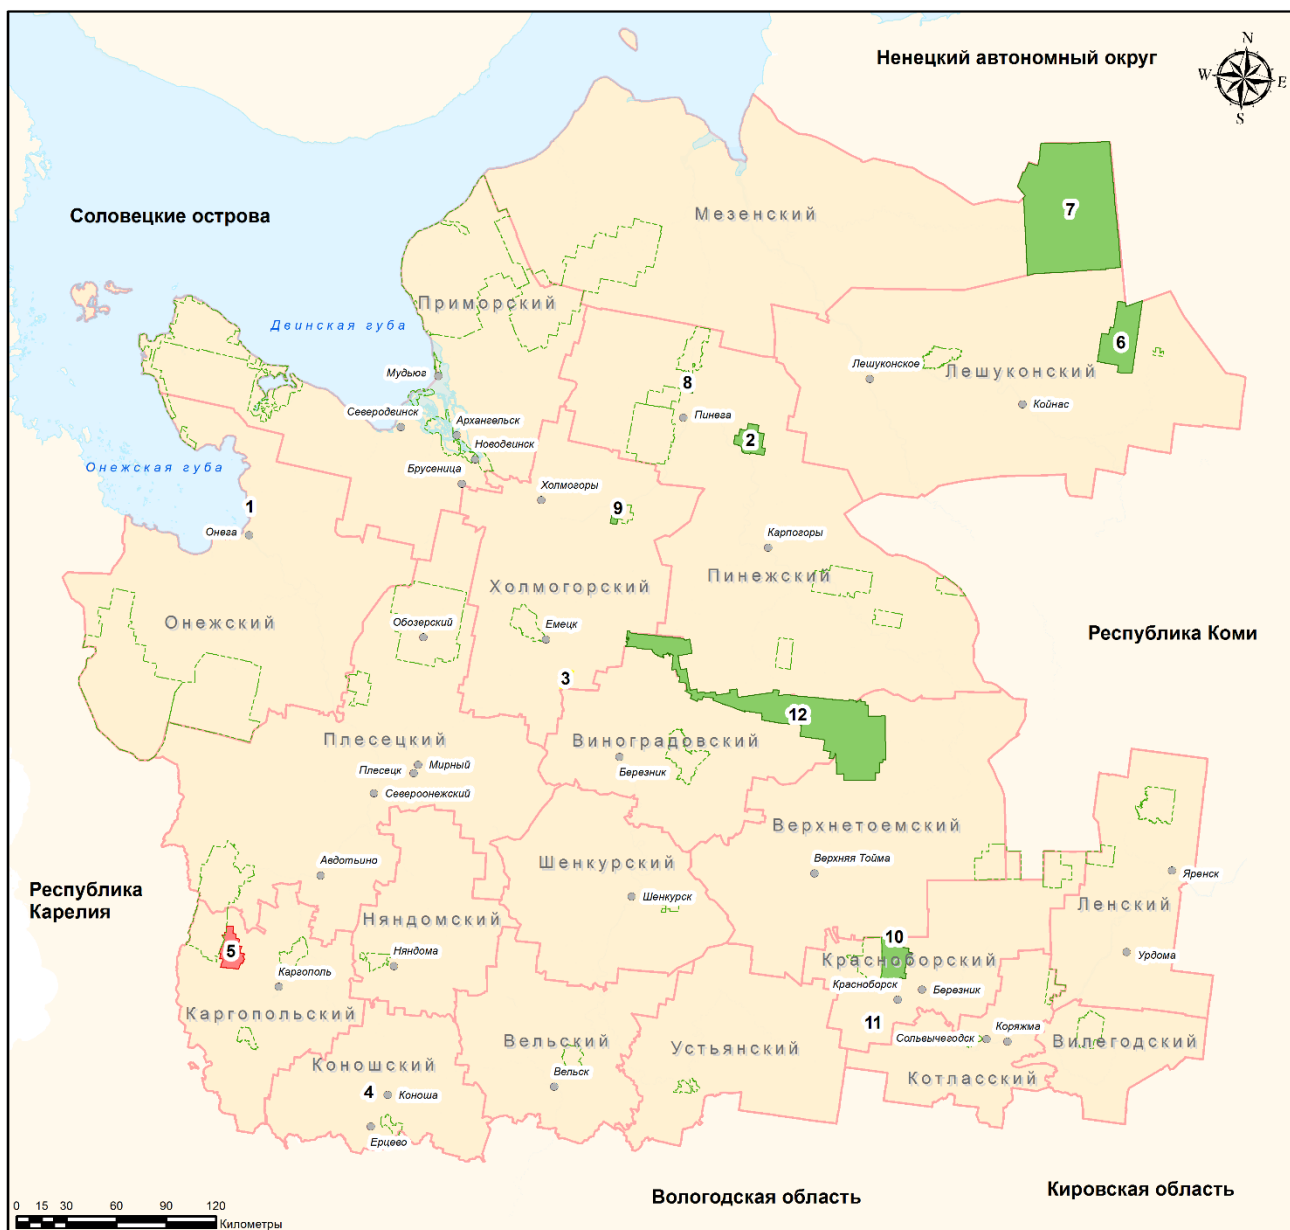 Ненецкий автономный округ
N
W
E
S
7
Мезенский
Соловецкие острова
Приморский
Двинская губа
6
Лешуконское
Лешуконский
Мудьюг
8
Койнас
Северодвинск
Пинега
Архангельск
2
Новодвинск
Онежская губа
Брусеница
Холмогоры
1
9
Онега
Карпогоры
Пинежский
Холмогорский
Онежский
Обозерский
Емецк
Республика Коми
3
12
Плесецкий
Виноградовский
Березник
Мирный
Плесецк
Североонежский
Верхнетоемский
Шенкурский
Авдотьино
Верхняя Тойма
Яренск
Республика
Карелия
Шенкурск
Ленский
Няндомский
10
5
Няндома
Урдома
Красноборский
Каргополь
Красноборск
Березник
Каргопольский
11
Коряжма
Сольвычегодск
Вилегодский
Вельский
Устьянский
Коношский
Вельск
Котласский
4
Коноша
Ерцево
Кировская область
Вологодская область
0 15 30 60 90 120
Километры